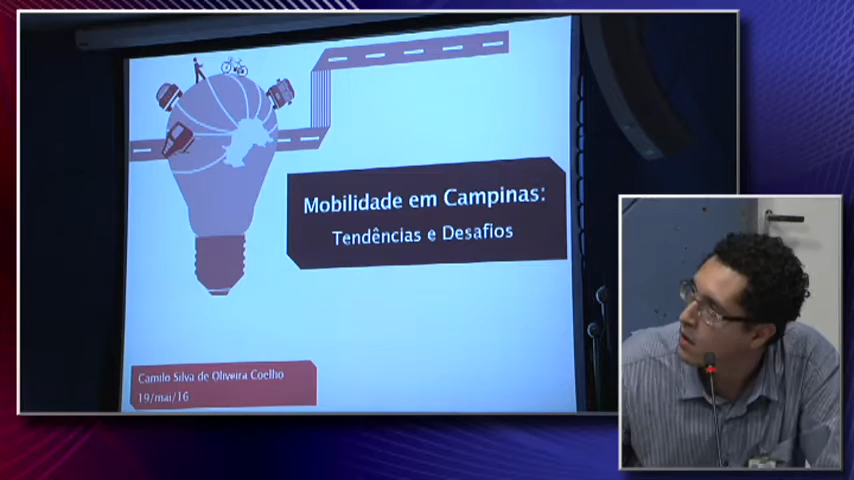 Mobilidade em Campinas:
Tendências e Desafios
Camilo Silva de Oliveira Coelho
19/mai/16